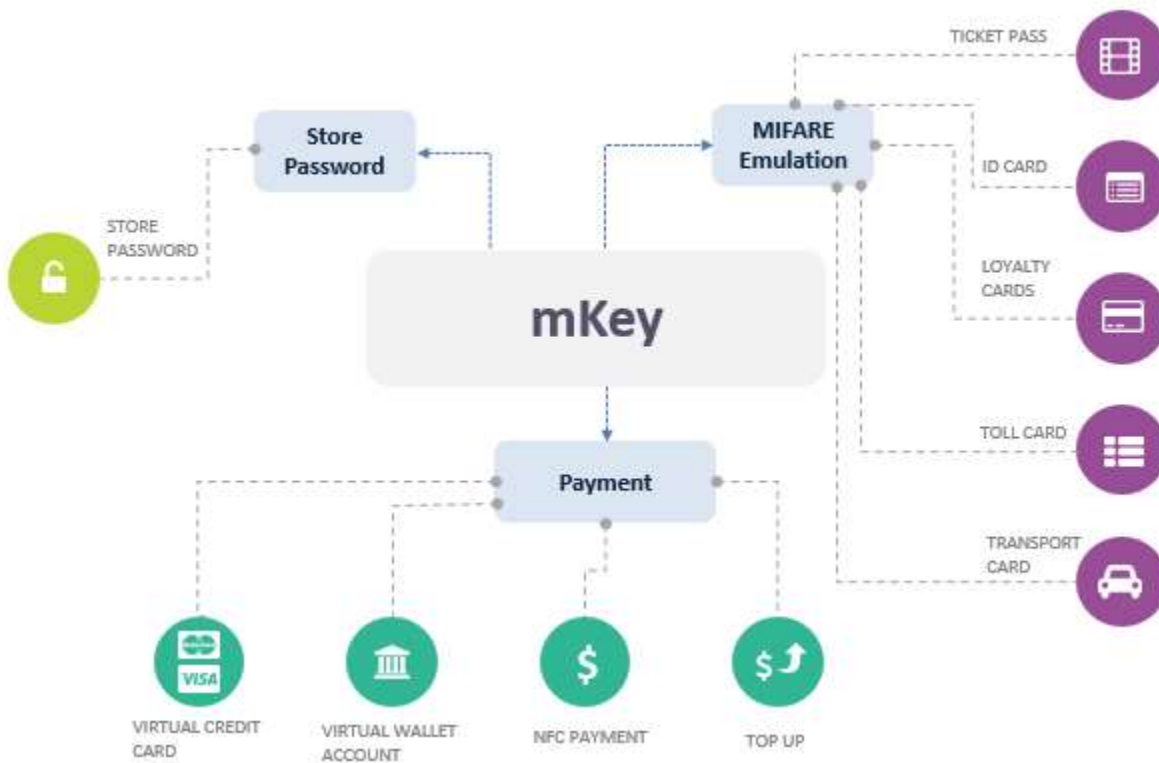 TICKET PASS
Store
Password
MIFARE
Emulation
ID CARD
STORE
PASSWORD
LOYALTY
CARDS
mKey
TOLL CARD
Payment
TRANSPORT
CARD
VISA
VIRTUAL CREDIT
CARD
VIRTUAL WALLET
ACCOUNT
$
NFC PAYMENT
$
TOP UP